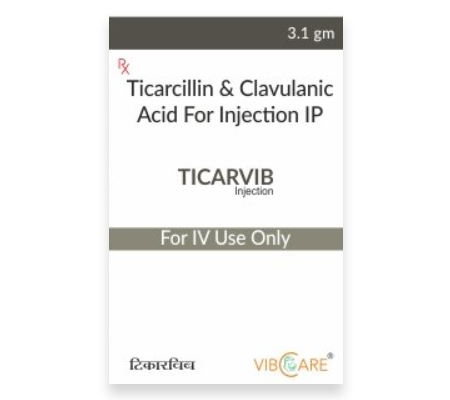 3.1 gm
Rx
Ticarcillin & Clavulanic
Acid For Injection IP
TICARVIB
Injection
For IV Use Only
टिकारविब
VIBCARE®